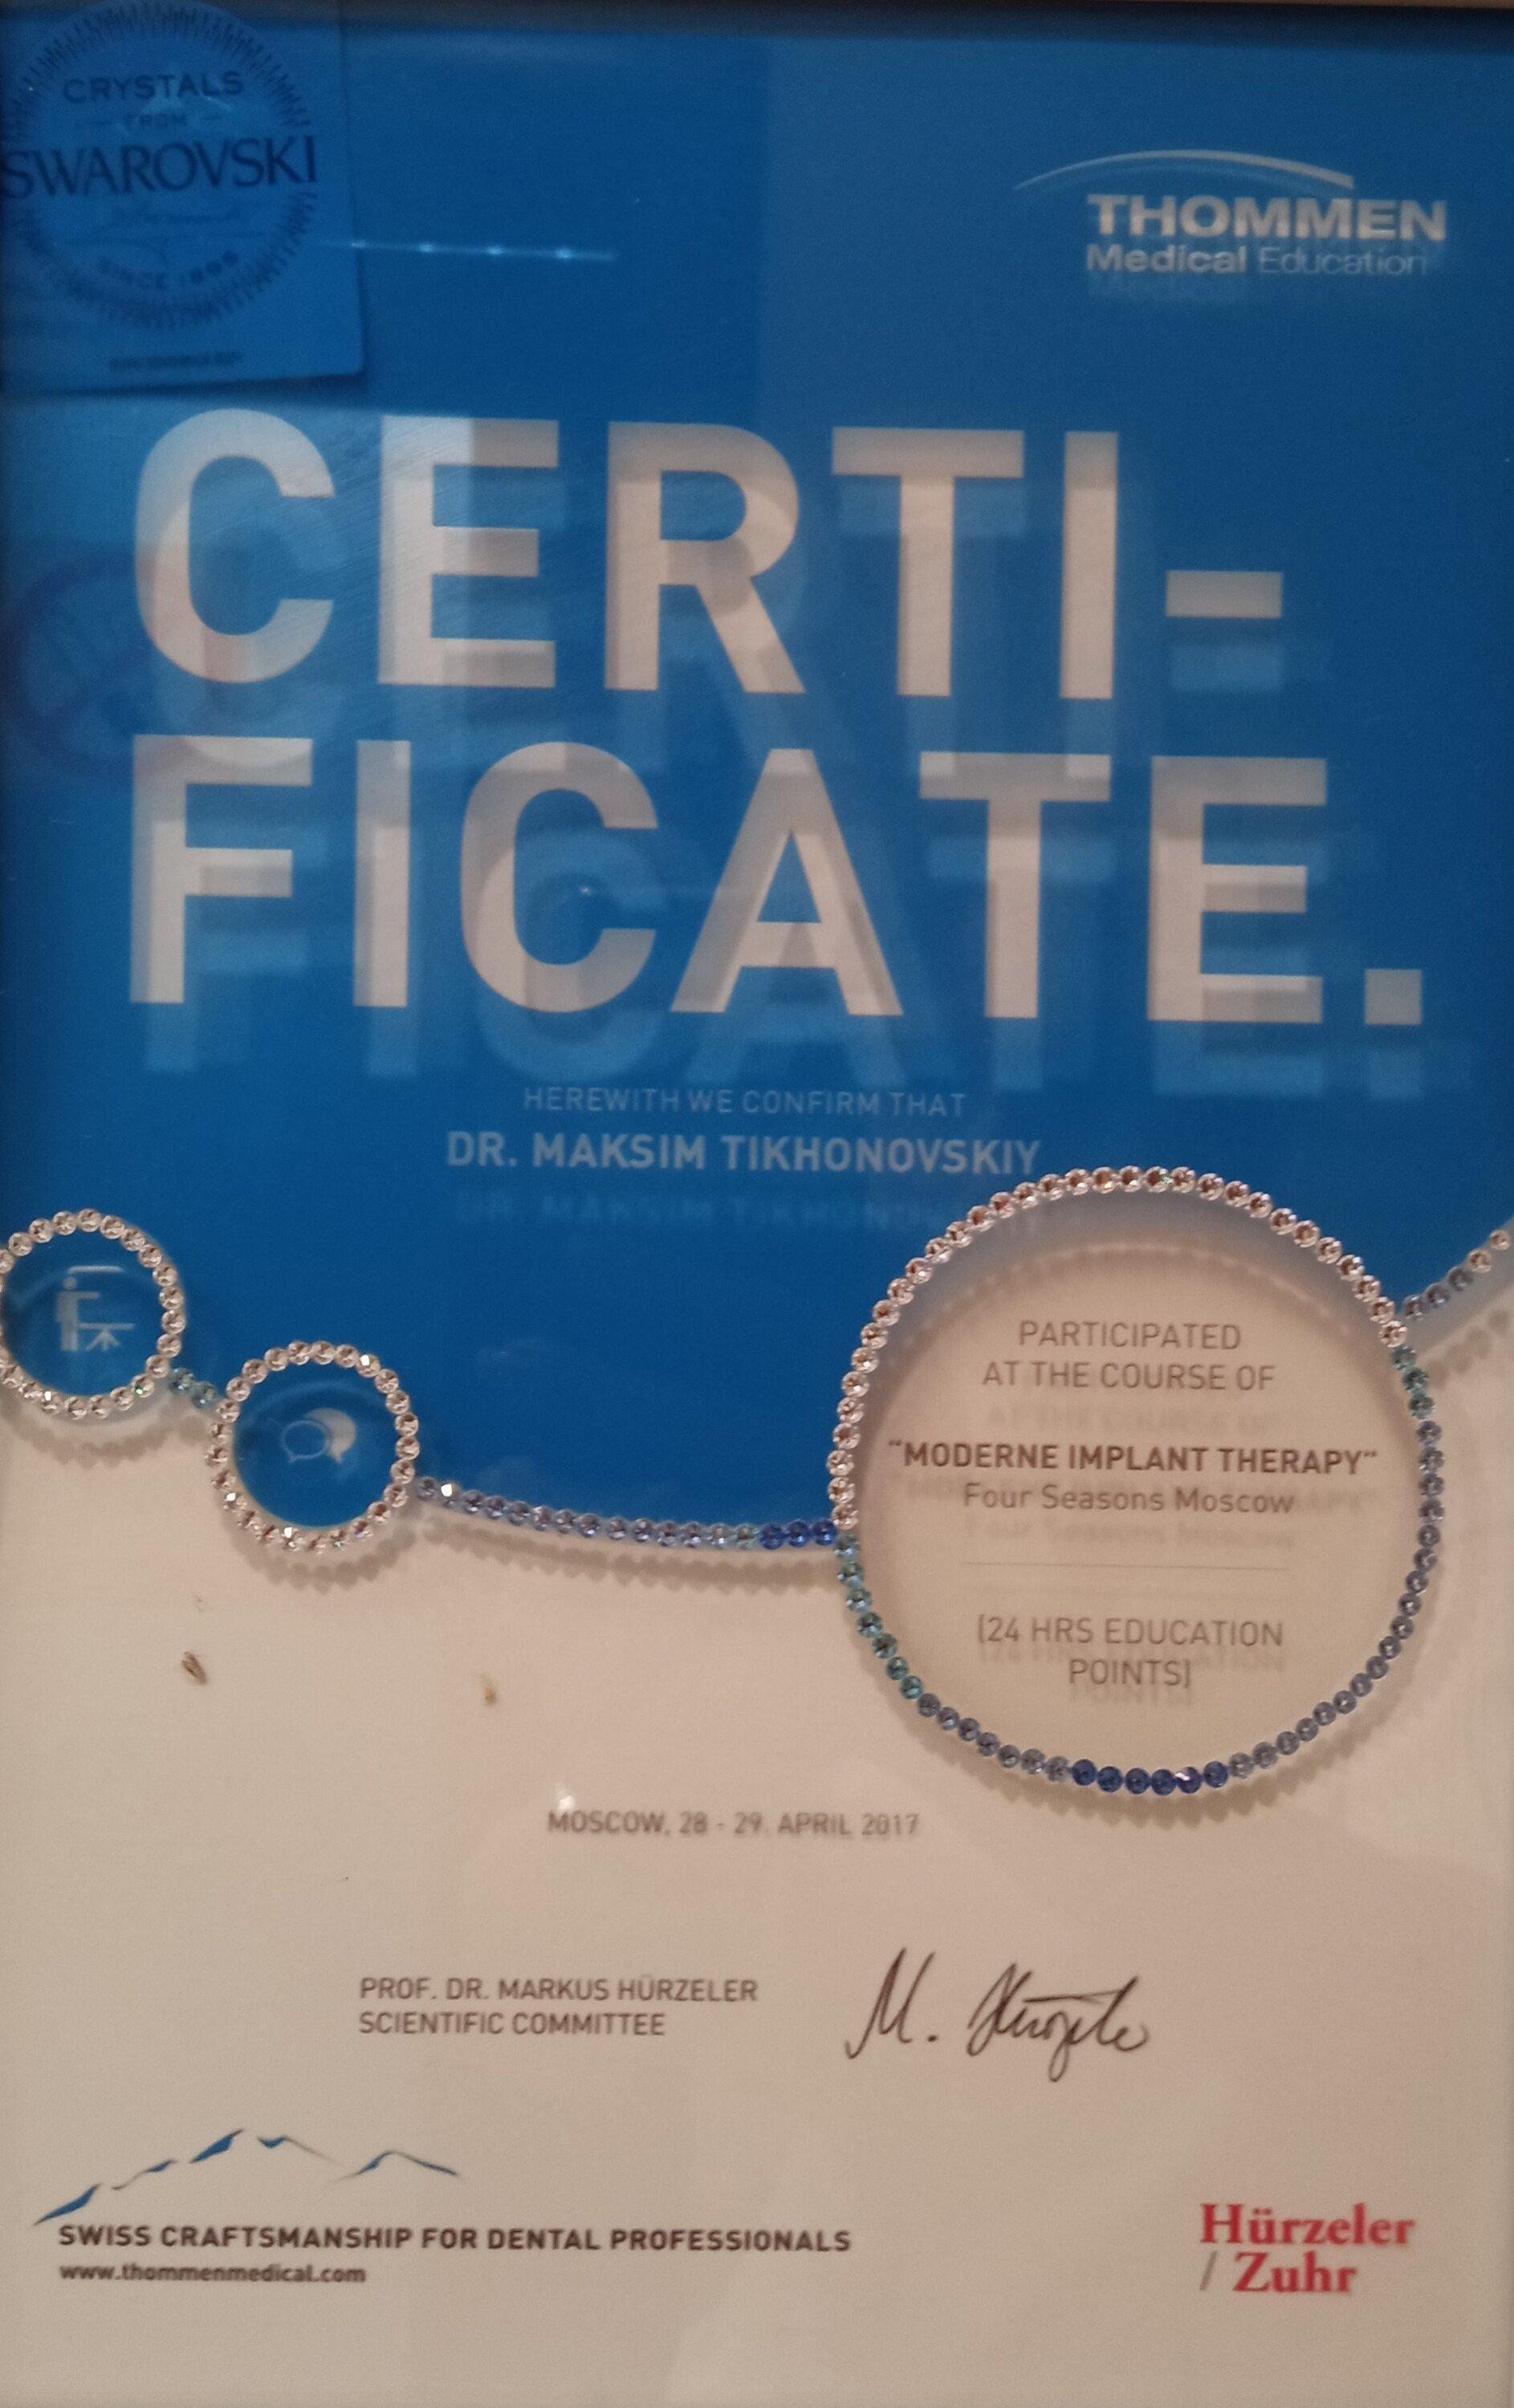 CRYSTALS
FROM
SWAROVSKI
SINCE 1895
THOMMEN
Medical Education
CERTI-
FICATE.
HEREWITH WE CONFIRM THAT
DR. MAKSIM TIKHONOVSKIY
PARTICIPATED
AT THE COURSE OF
"MODERNE IMPLANT THERAPY"
Four Seasons Moscow
(24 HRS EDUCATION
POINTS)
MOSCOW, 28 - 29. APRIL 2017
PROF. DR. MARKUS HÜRZELER
SCIENTIFIC COMMITTEE
M. Hürzeler
SWISS CRAFTSMANSHIP FOR DENTAL PROFESSIONALS
www.thommenmedical.com
Hürzeler
/ Zuhr